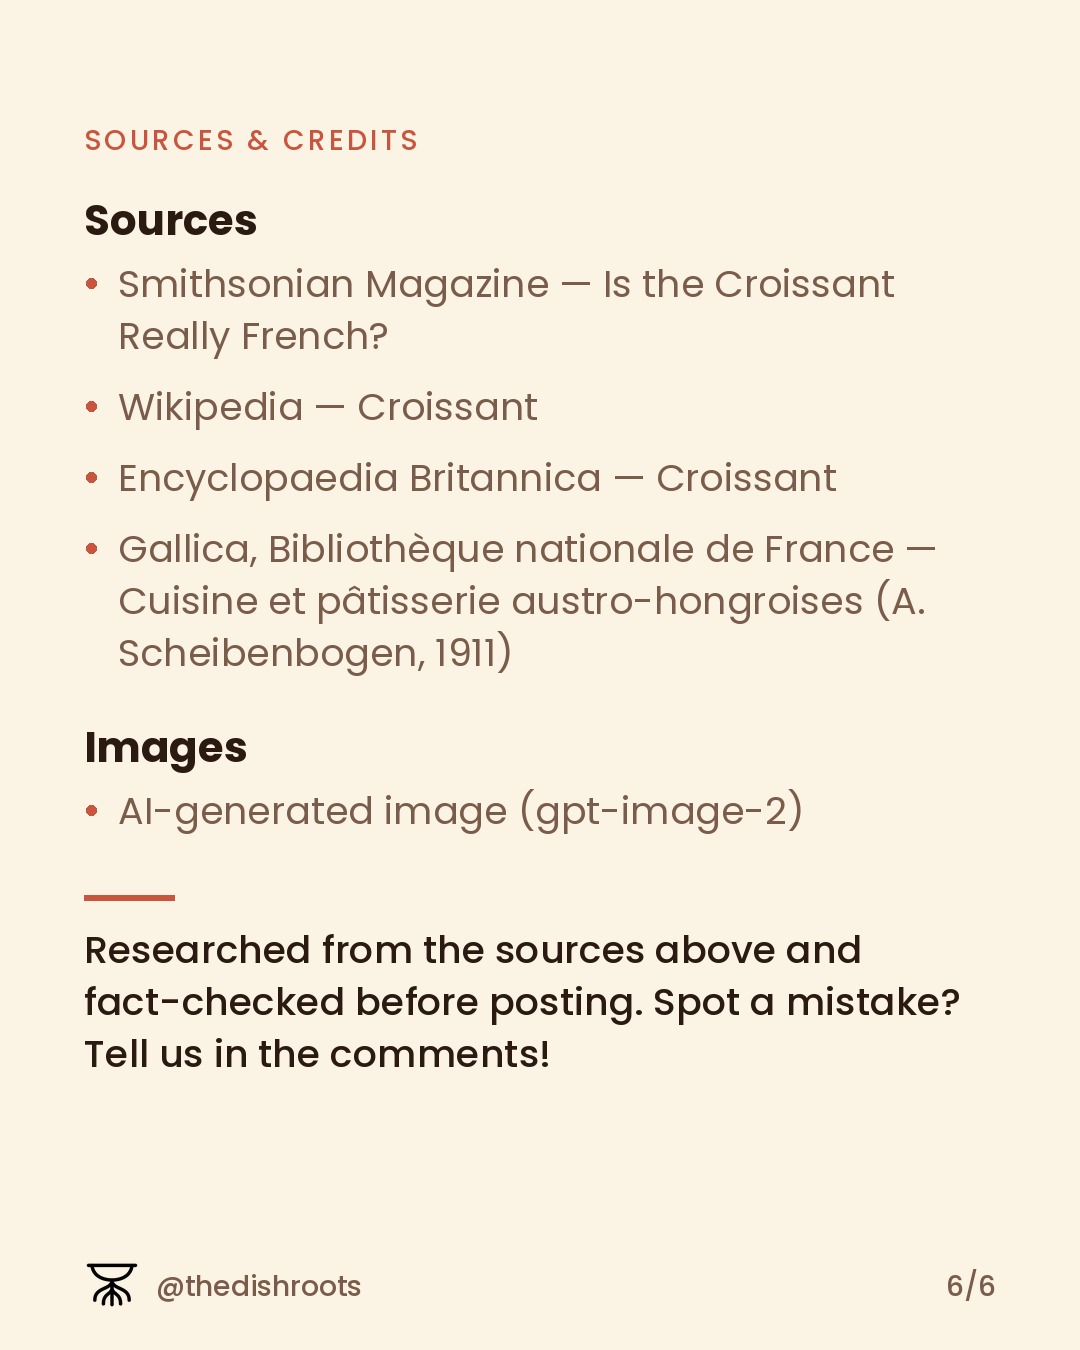 SOURCES & CREDITS
Sources
• Smithsonian Magazine — Is the Croissant
Really French?
• Wikipedia — Croissant
• Encyclopaedia Britannica — Croissant
• Gallica, Bibliothèque nationale de France —
Cuisine et pâtisserie austro-hongroises (A.
Scheibenbogen, 1911)
Images
• AI-generated image (gpt-image-2)
Researched from the sources above and
fact-checked before posting. Spot a mistake?
Tell us in the comments!
@thedishroots
6/6